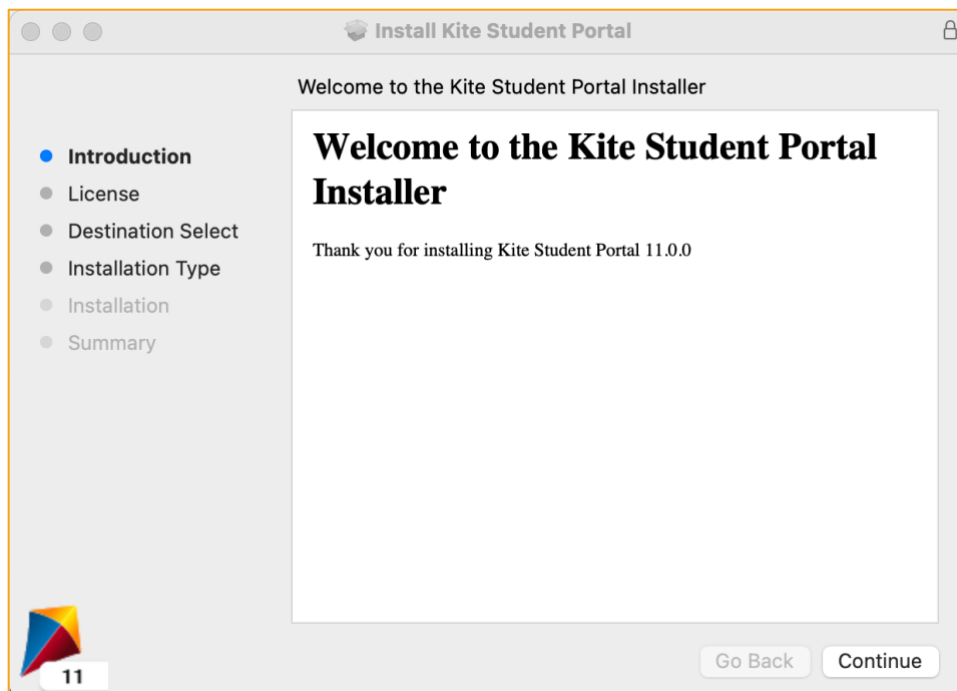 Install Kite Student Portal
Welcome to the Kite Student Portal Installer
Introduction
License
Destination Select
Installation Type
Installation
Summary
Welcome to the Kite Student Portal
Installer
Thank you for installing Kite Student Portal 11.0.0
11
Go Back
Continue